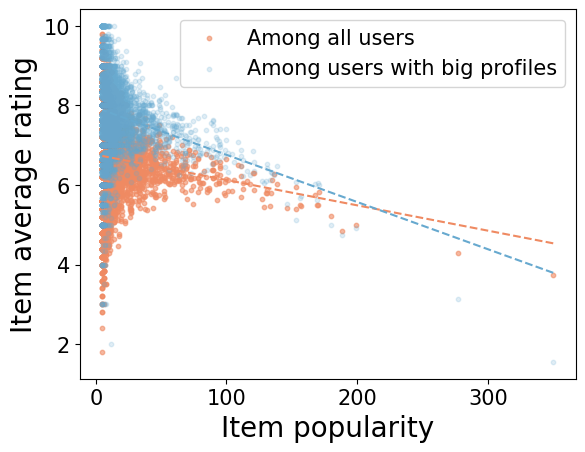 10
8
6
4
2
0
100
200
300
Item average rating
Item popularity
Among all users
Among users with big profiles